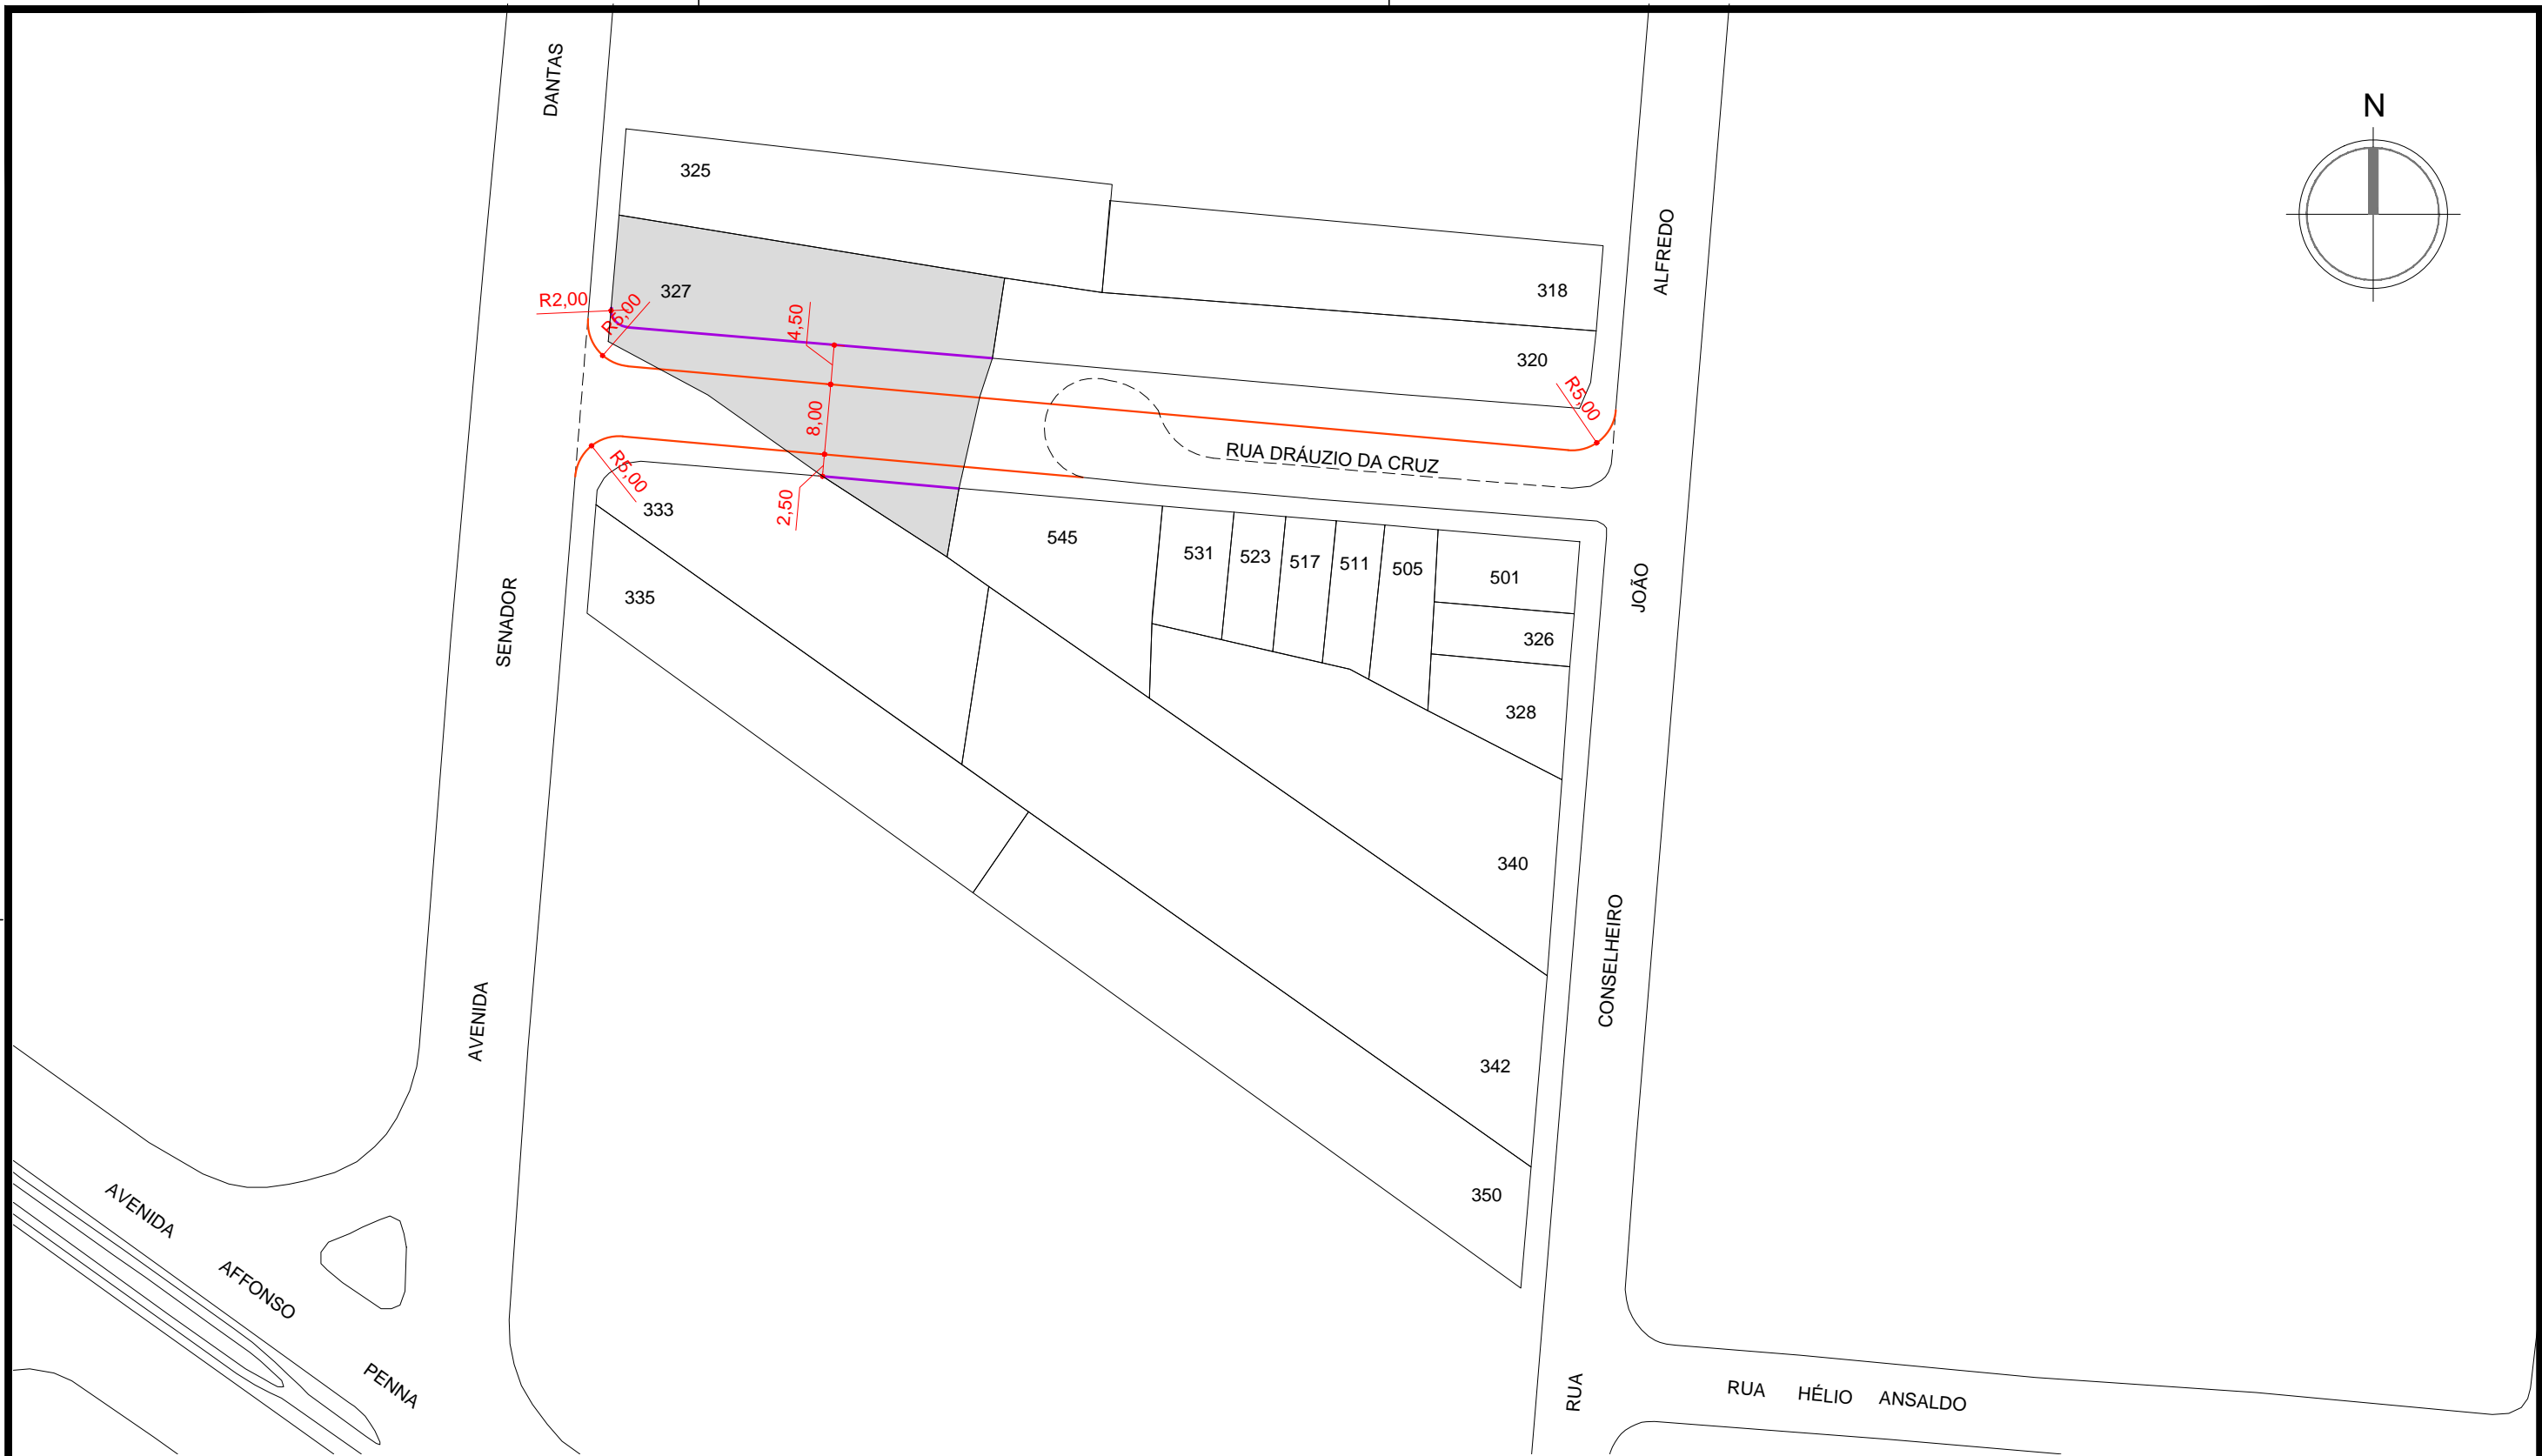 DANTAS
N
325
ALFREDO
327
318
R2,00
R5,00
4,50
320
R5,00
8,00
RUA DRÁUZIO DA CRUZ
R5,00
333
2,50
545
531
523
517
511
505
501
SENADOR
JOÃO
335
326
328
340
CONSELHEIRO
AVENIDA
342
350
AVENIDA
AFFONSO
PENNA
RUA
RUA HÉLIO ANSALDO